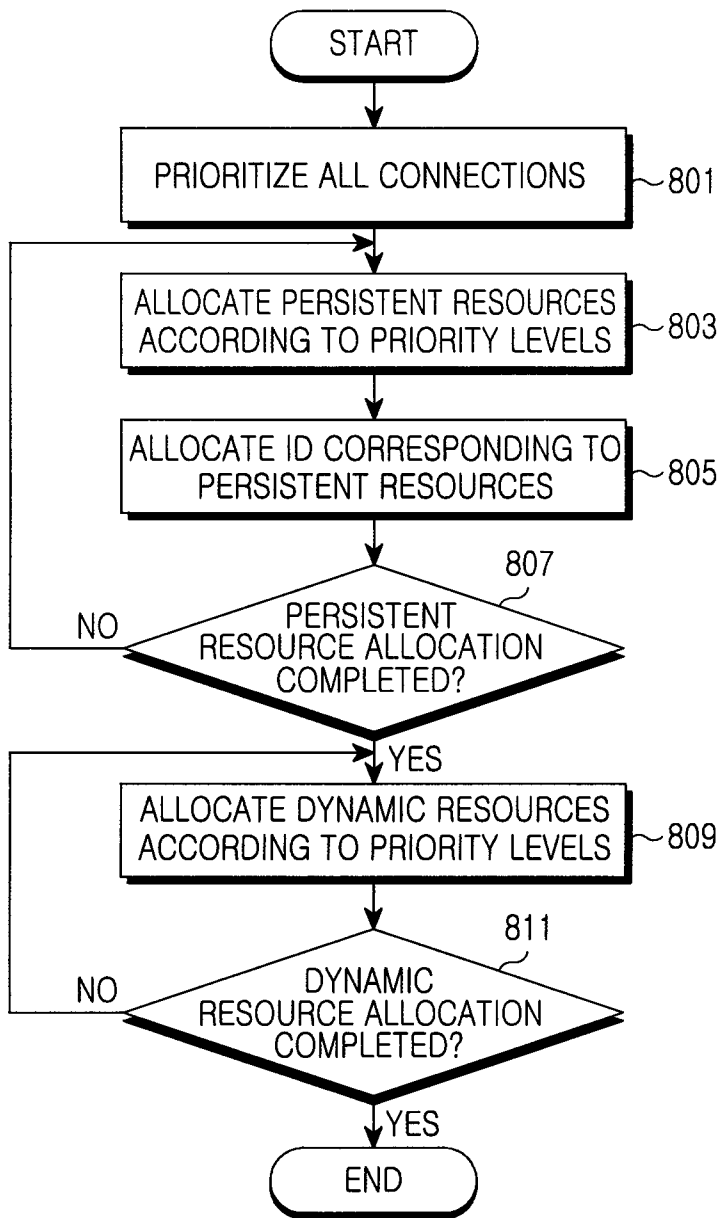 START
PRIORITIZE ALL CONNECTIONS
801
ALLOCATE PERSISTENT RESOURCES
ACCORDING TO PRIORITY LEVELS
803
ALLOCATE ID CORRESPONDING TO
PERSISTENT RESOURCES
805
807
PERSISTENT
RESOURCE ALLOCATION
COMPLETED?
NO
YES
ALLOCATE DYNAMIC RESOURCES
ACCORDING TO PRIORITY LEVELS
809
811
DYNAMIC
RESOURCE ALLOCATION
COMPLETED?
NO
YES
END